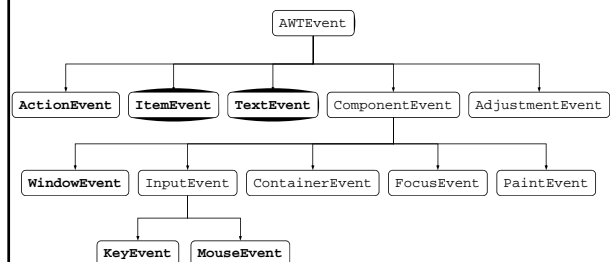 AWTEvent
ActionEvent ItemEvent TextEvent ComponentEvent AdjustmentEvent
WindowEvent InputEvent ContainerEvent FocusEvent PaintEvent
KeyEvent MouseEvent